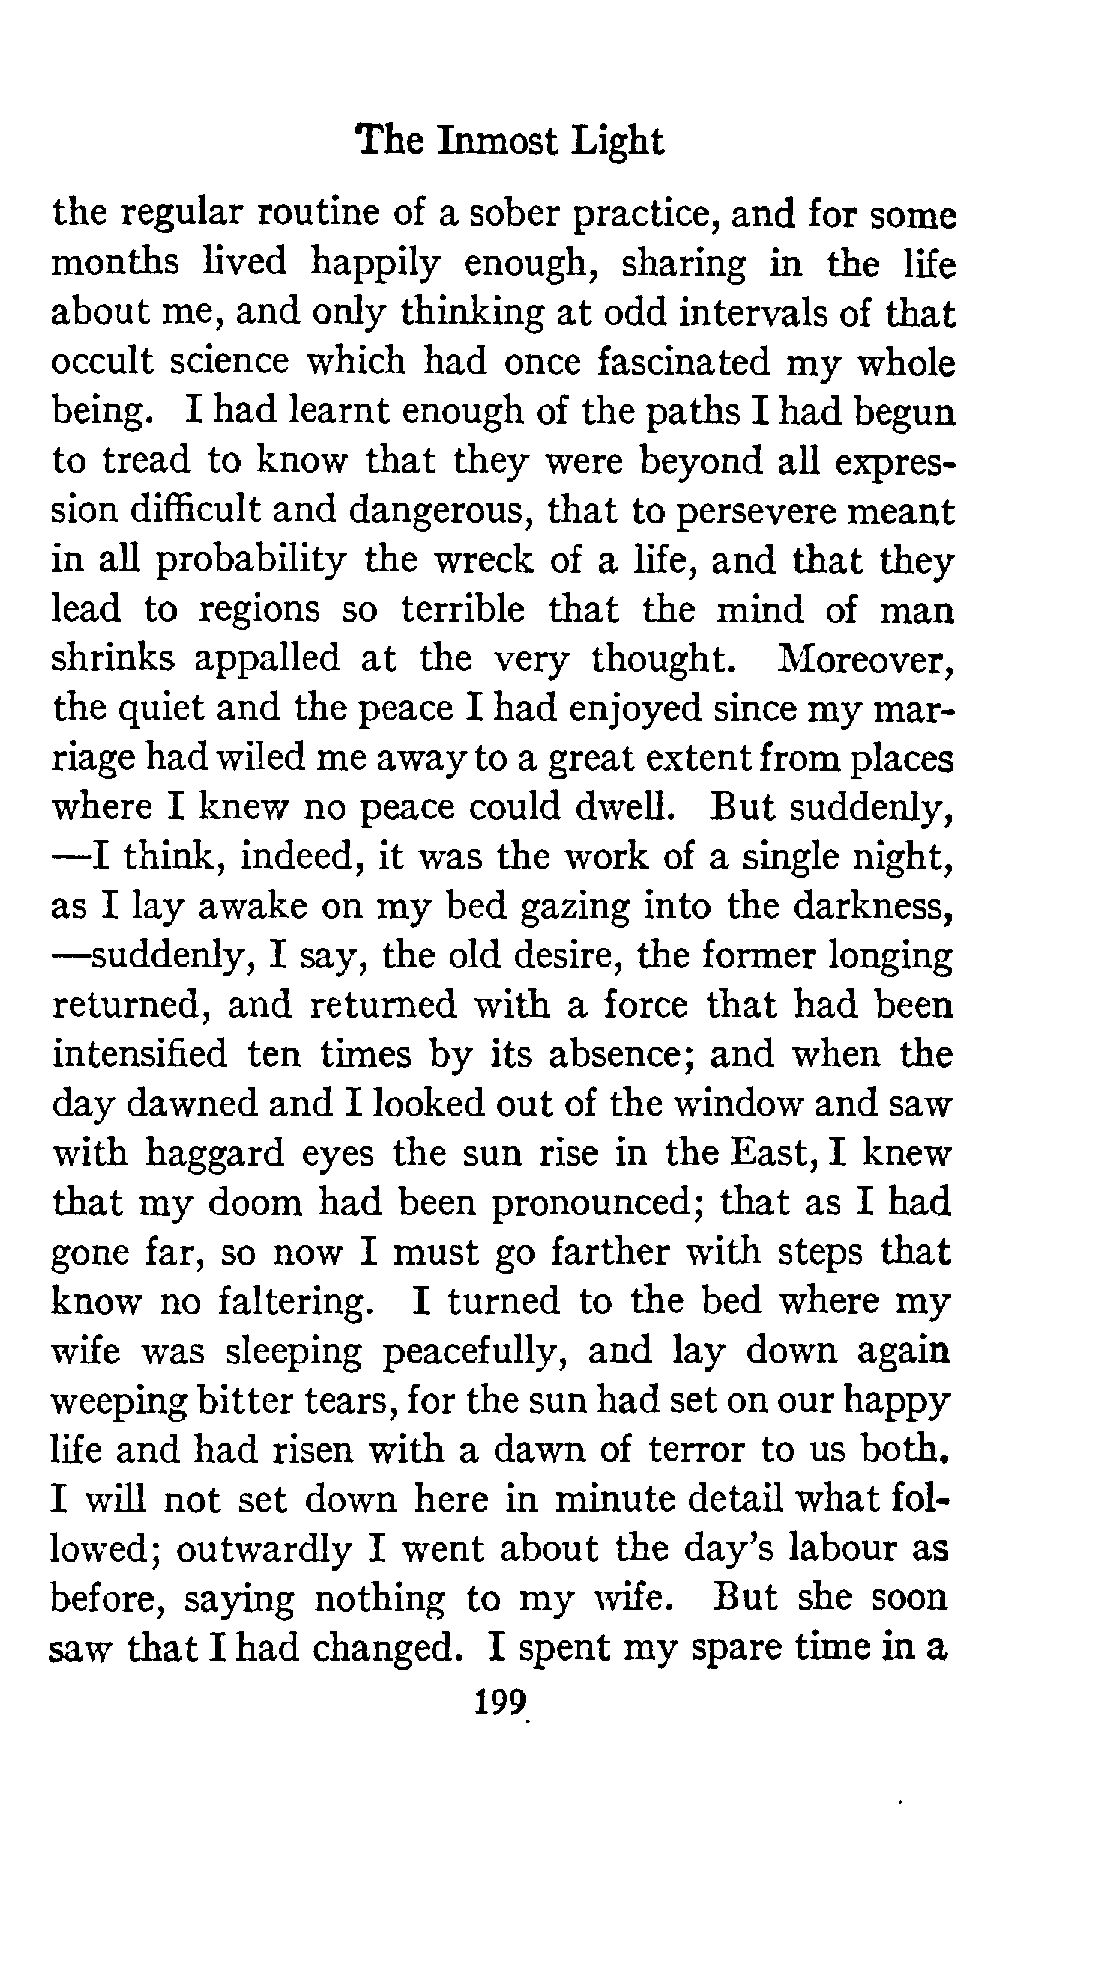 The Inmost Light
the regular routine of a sober practice, and for some
months lived happily enough, sharing in the life
about me, and only thinking at odd intervals of that
occult science which had once fascinated my whole
being. I had learnt enough of the paths I had begun
to tread to know that they were beyond all expres-
sion difficult and dangerous, that to persevere meant
in all probability the wreck of a life, and that they
lead to regions so terrible that the mind of man
shrinks appalled at the very thought. Moreover,
the quiet and the peace I had enjoyed since my mar-
riage had wiled me away to a great extent from places
where I knew no peace could dwell. But suddenly,
—I think, indeed, it was the work of a single night,
as I lay awake on my bed gazing into the darkness,
—suddenly, I say, the old desire, the former longing
returned, and returned with a force that had been
intensified ten times by its absence; and when the
day dawned and I looked out of the window and saw
with haggard eyes the sun rise in the East, I knew
that my doom had been pronounced; that as I had
gone far, so now I must go farther with steps that
know no faltering. I turned to the bed where my
wife was sleeping peacefully, and lay down again
weeping bitter tears, for the sun had set on our happy
life and had risen with a dawn of terror to us both.
I will not set down here in minute detail what fol-
lowed; outwardly I went about the day's labour as
before, saying nothing to my wife. But she soon
saw that I had changed. I spent my spare time in a
199